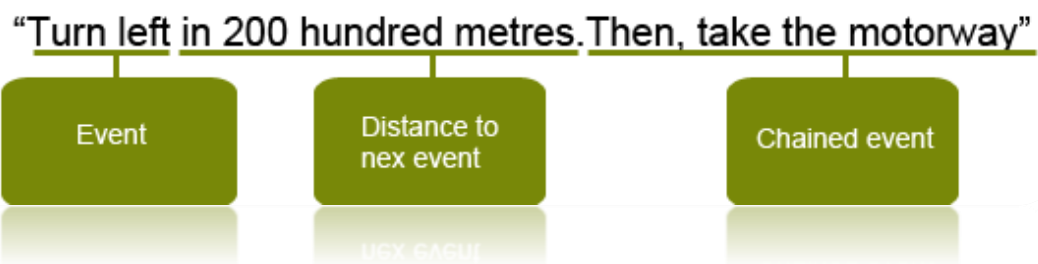 “Turn left in 200 hundred metres.Then, take the motorway”
Event
Distance to
nex event
Chained event